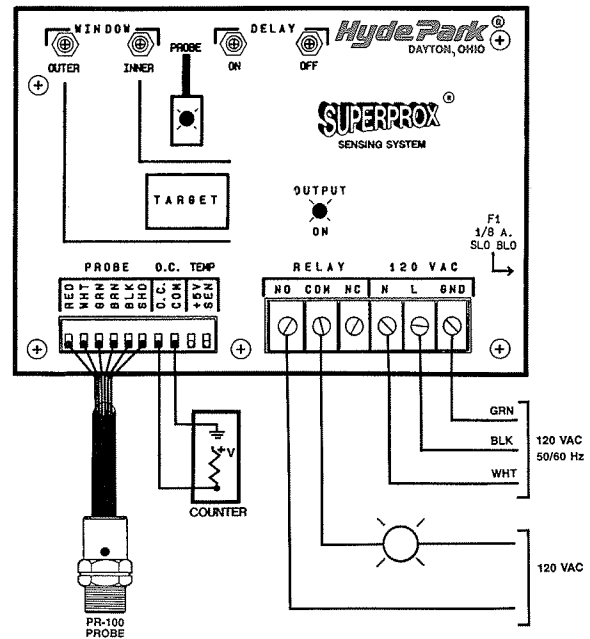 WINDOW
DELAY
HydePark ®
DAYTON, OHIO
OUTER
INNER
PROBE
ON
OFF
SUPERPROX ®
SENSING SYSTEM
TARGET
OUTPUT
ON
F1
1/8 A.
SLO BLO
PROBE O.C. TEMP
RED WHT BRN GRN BLK SHD O.C. COM +5V SEN
RELAY 120 VAC
NO COM NC N L GND
+V
COUNTER
GRN
BLK
WHT
120 VAC
50/60 Hz
120 VAC
PR-100
PROBE